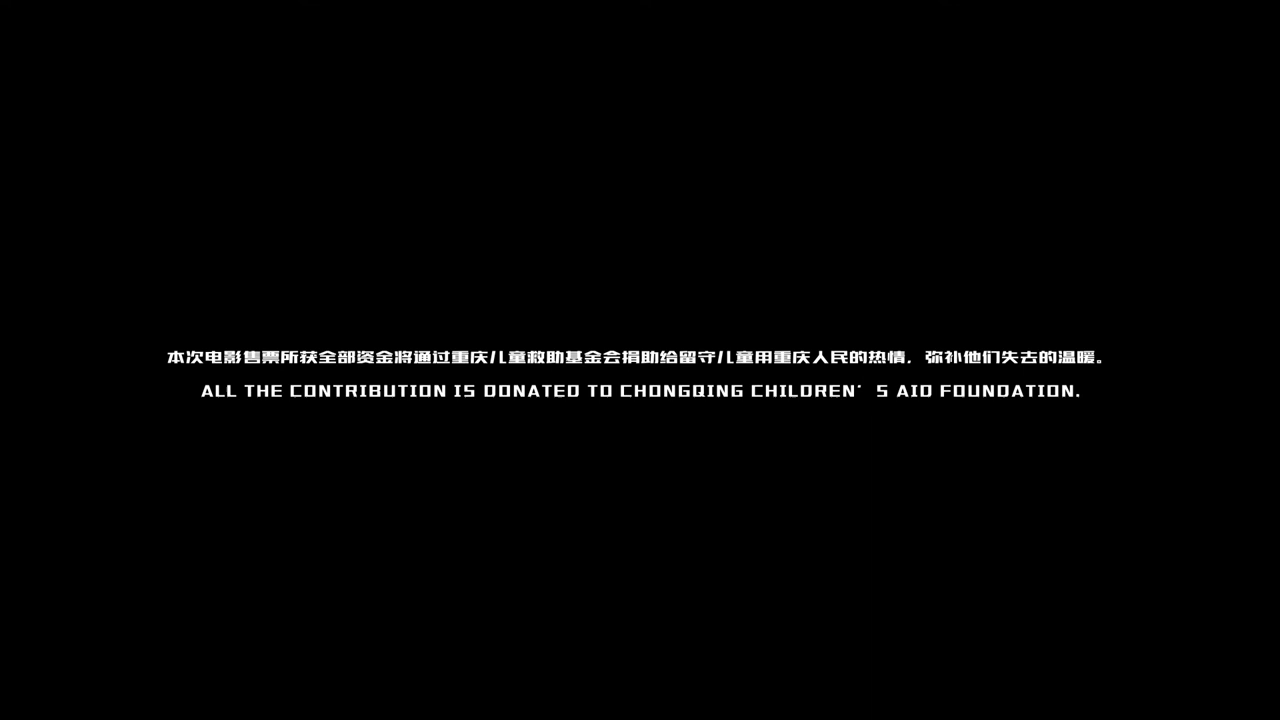 本次电影售票所获全部资金将通过重庆儿童救助基金会捐助给留守儿童用重庆人民的热情，弥补他们失去的温暖。
ALL THE CONTRIBUTION IS DONATED TO CHONGQING CHILDREN'S AID FOUNDATION.